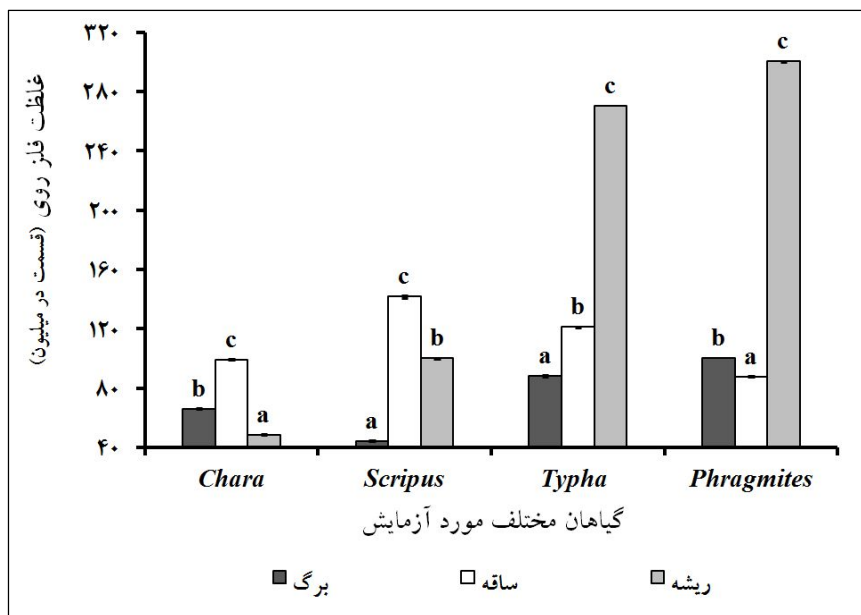 غلظت فلز روی (قسمت در میلیون)
۳۲۰
۲۸۰
۲۴۰
۲۰۰
۱۶۰
۱۲۰
۸۰
۴۰
b c a
a c b
a b c
b a c
Chara Scripus Typha Phragmites
گیاهان مختلف مورد آزمایش
برگ ساقه ریشه